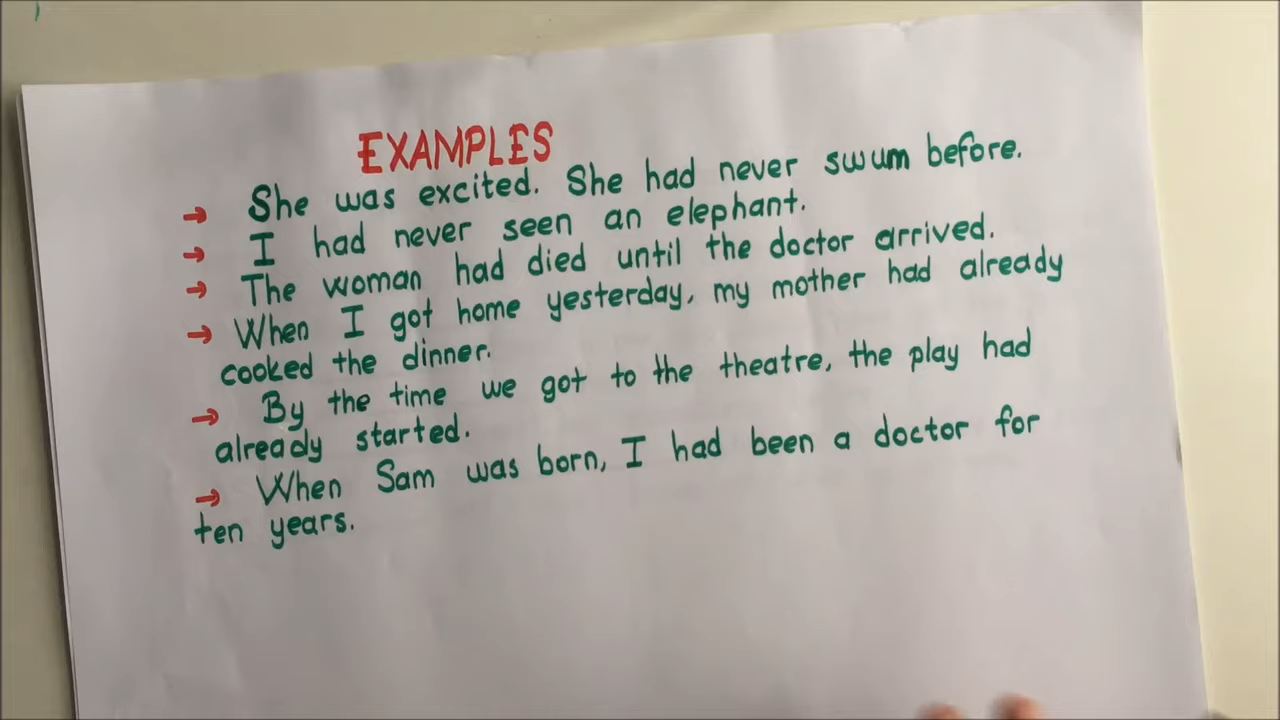 EXAMPLES
→ She was excited. She had never swum before.
→ I had never seen an elephant.
→ The woman had died until the doctor arrived.
→ When I got home yesterday, my mother had already
cooked the dinner.
→ By the time we got to the theatre, the play had
already started.
→ When Sam was born, I had been a doctor for
ten years.